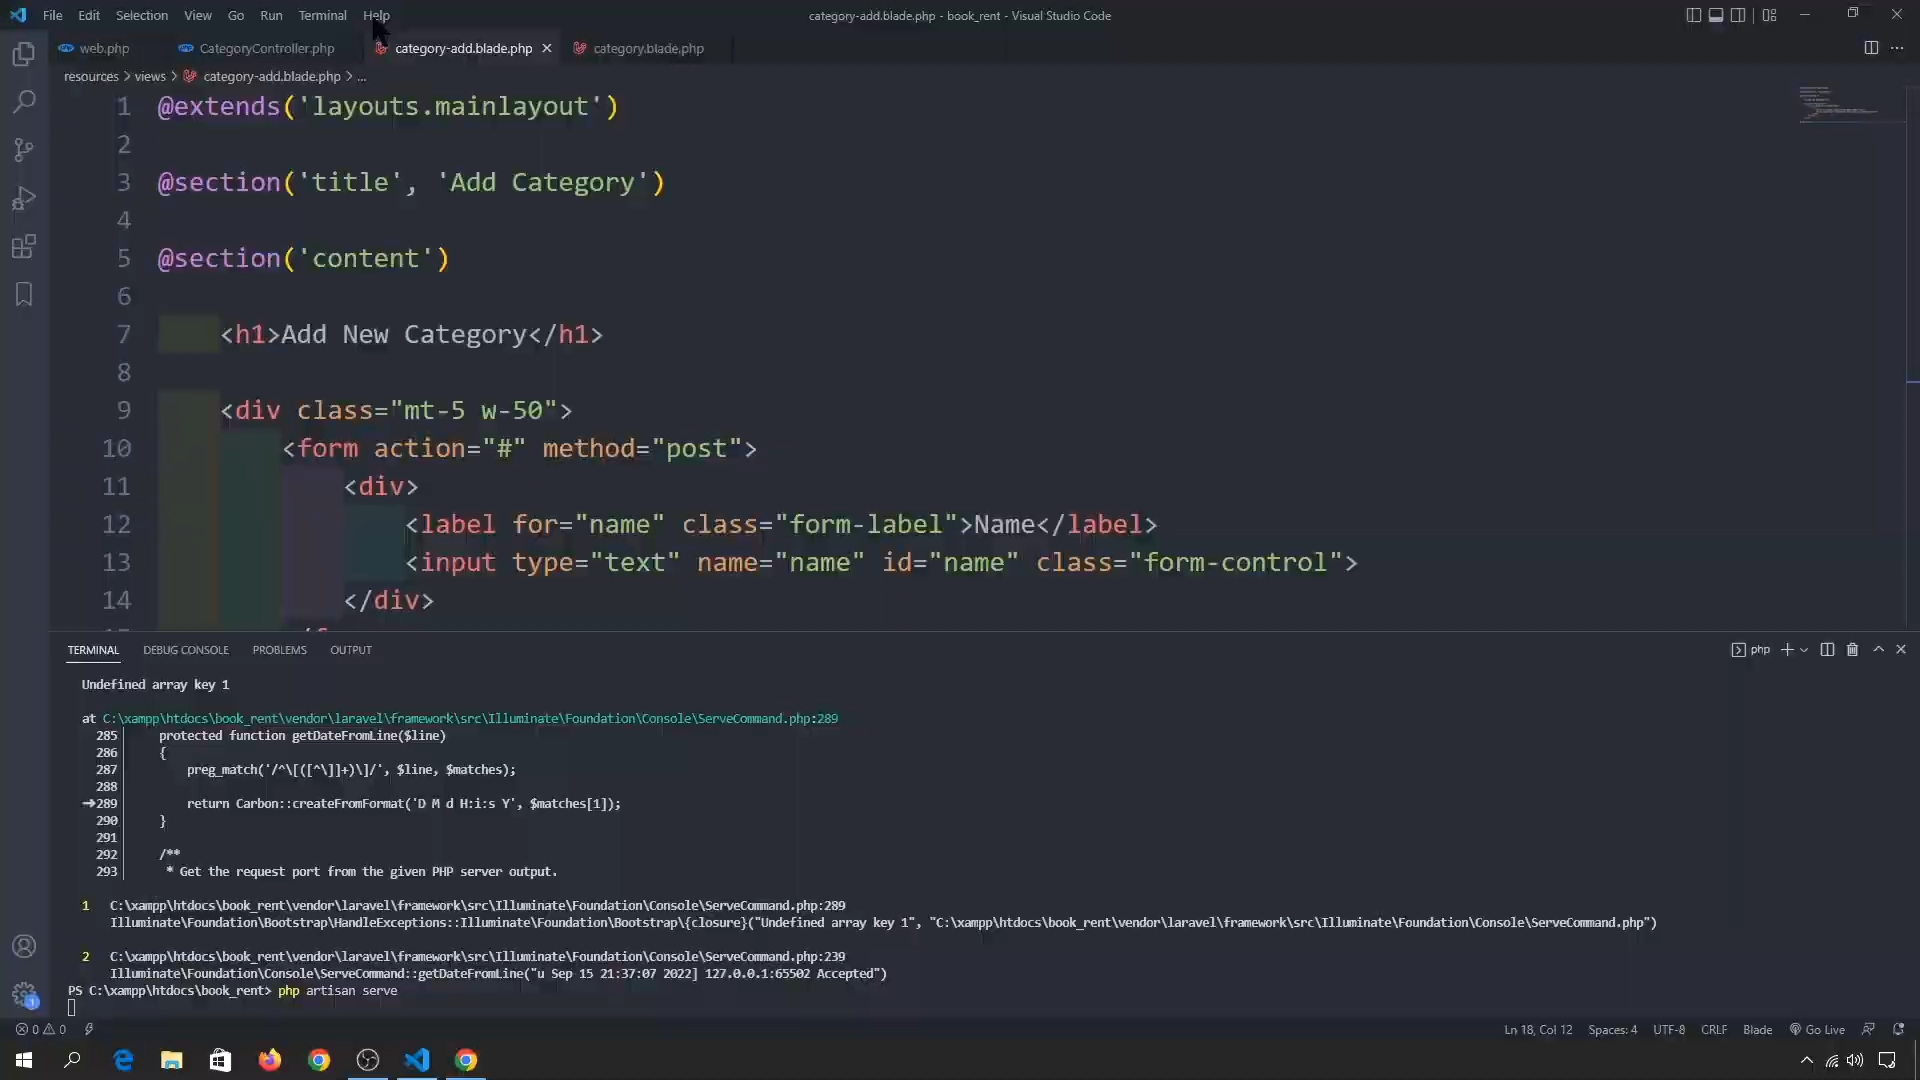 File Edit Selection View Go Run Terminal Help
category-add.blade.php - book_rent - Visual Studio Code
web.php CategoryController.php category-add.blade.php category.blade.php
resources > views > category-add.blade.php > ...
1 @extends('layouts.mainlayout')
2
3 @section('title', 'Add Category')
4
5 @section('content')
6
7 <h1>Add New Category</h1>
8
9 <div class="mt-5 w-50">
10 <form action="#" method="post">
11 <div>
12 <label for="name" class="form-label">Name</label>
13 <input type="text" name="name" id="name" class="form-control">
14 </div>
TERMINAL DEBUG CONSOLE PROBLEMS OUTPUT
php
Undefined array key 1
at C:\xampp\htdocs\book_rent\vendor\laravel\framework\src\Illuminate\Foundation\Console\ServeCommand.php:289
285 protected function getDateFromLine($line)
286 {
287 preg_match('/^\[([^\]]+)\]/', $line, $matches);
288
➜289 return Carbon::createFromFormat('D M d H:i:s Y', $matches[1]);
290 }
291
292 /**
293 * Get the request port from the given PHP server output.
1 C:\xampp\htdocs\book_rent\vendor\laravel\framework\src\Illuminate\Foundation\Console\ServeCommand.php:289
Illuminate\Foundation\Bootstrap\HandleExceptions::Illuminate\Foundation\Bootstrap\{closure}("Undefined array key 1", "C:\xampp\htdocs\book_rent\vendor\laravel\framework\src\Illuminate\Foundation\Console\ServeCommand.php")
2 C:\xampp\htdocs\book_rent\vendor\laravel\framework\src\Illuminate\Foundation\Console\ServeCommand.php:239
Illuminate\Foundation\Console\ServeCommand::getDateFromLine("u Sep 15 21:37:07 2022] 127.0.0.1:65502 Accepted")
PS C:\xampp\htdocs\book_rent> php artisan serve
0 0 Ln 18, Col 12 Spaces: 4 UTF-8 CRLF Blade Go Live